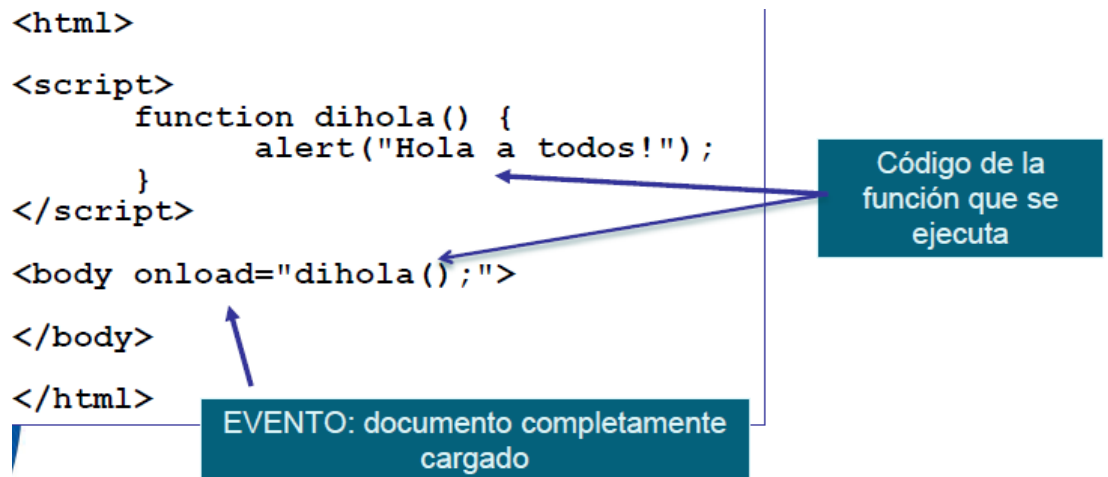 <html>
<script>
function dihola() {
alert("Hola a todos!");
}
</script>
<body onload="dihola();">
</body>
</html>
Código de la
función que se
ejecuta
EVENTO: documento completamente
cargado